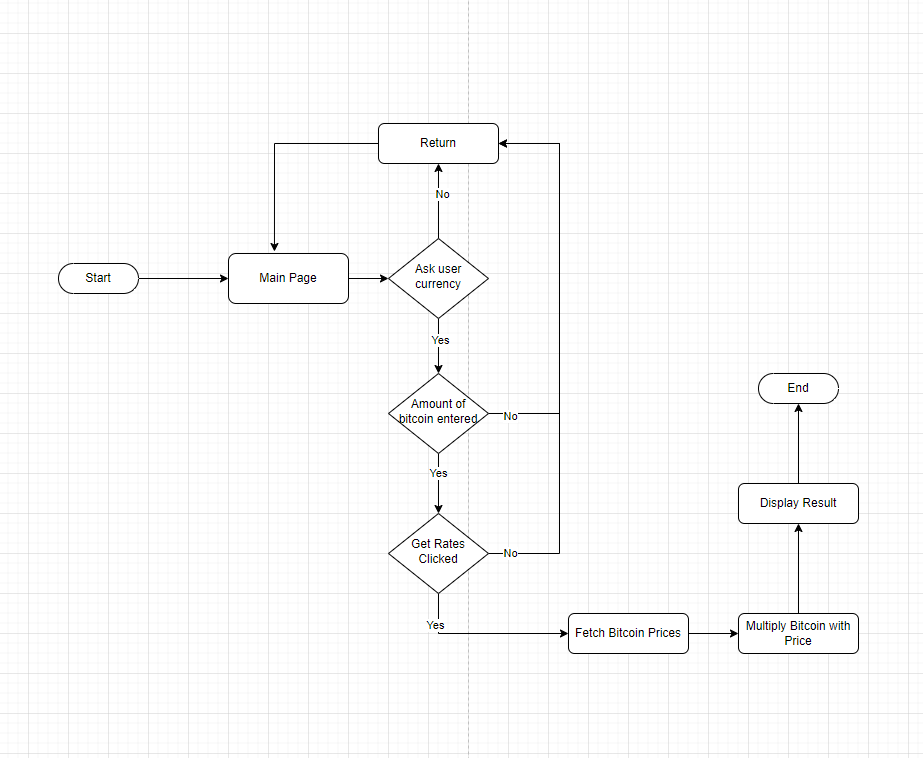 Return
No
Start
Main Page
Ask user
currency
Yes
Amount of
bitcoin entered
No
Yes
Get Rates
Clicked
No
Yes
Fetch Bitcoin Prices
Multiply Bitcoin with
Price
Display Result
End